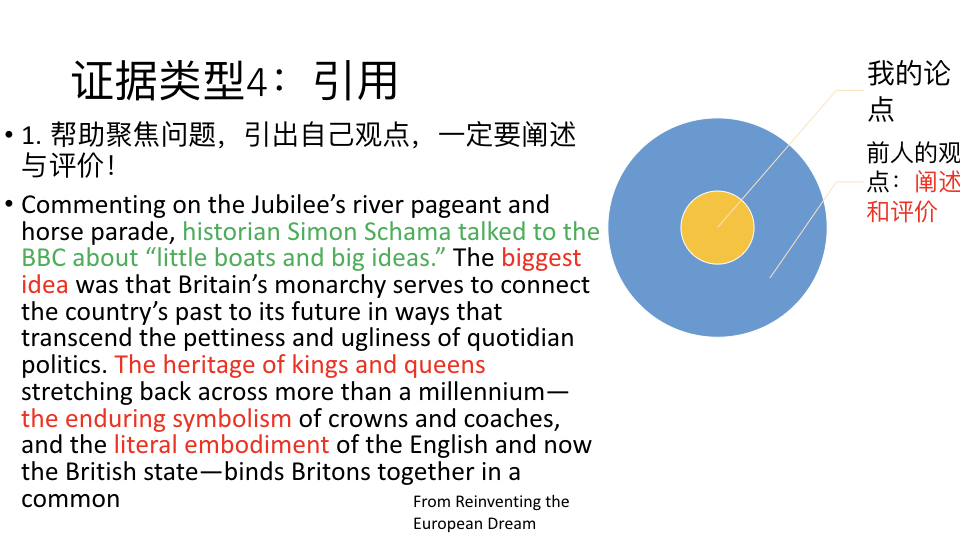 证据类型4：引用
• 1. 帮助聚焦问题，引出自己观点，一定要阐述
与评价！
• Commenting on the Jubilee’s river pageant and
horse parade, historian Simon Schama talked to the
BBC about “little boats and big ideas.” The biggest
idea was that Britain’s monarchy serves to connect
the country’s past to its future in ways that
transcend the pettiness and ugliness of quotidian
politics. The heritage of kings and queens
stretching back across more than a millennium—
the enduring symbolism of crowns and coaches,
and the literal embodiment of the English and now
the British state—binds Britons together in a
common
From Reinventing the
European Dream
我的论
点
前人的观
点：阐述
和评价